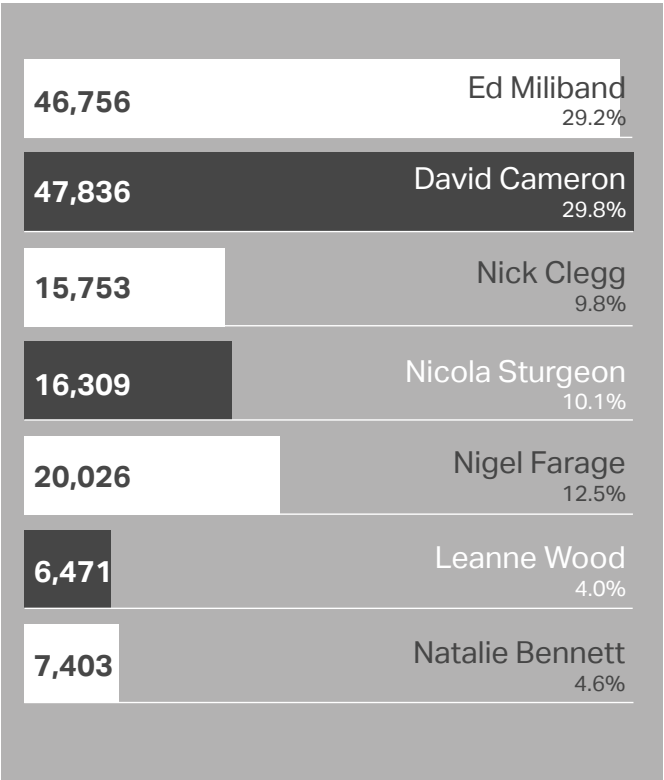 46,756
Ed Miliband
29.2%
47,836
David Cameron
29.8%
15,753
Nick Clegg
9.8%
16,309
Nicola Sturgeon
10.1%
20,026
Nigel Farage
12.5%
6,471
Leanne Wood
4.0%
7,403
Natalie Bennett
4.6%